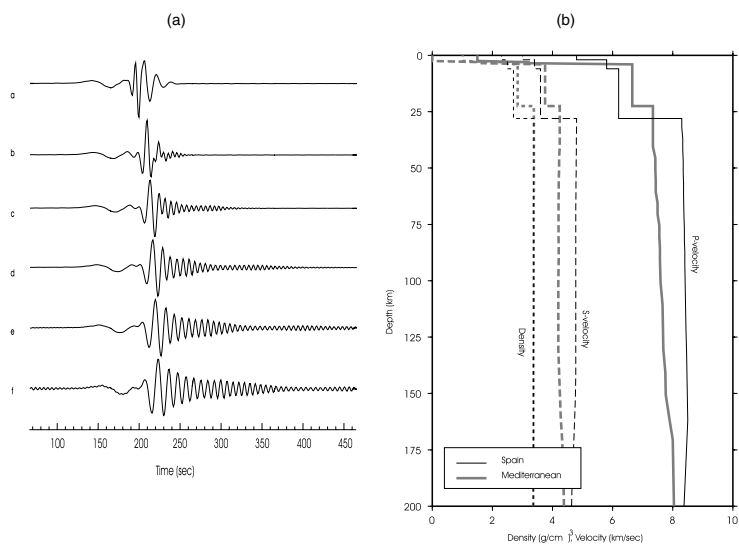 (a)
a
b
c
d
e
f
100 150 200 250 300 350 400 450
Time (sec)
(b)
0
25
50
75
100
125
150
175
200
Depth (km)
P-velocity
S-velocity
Density
Spain
Mediterranean
0 2 4 6 8 10
Density (g/cm 3), Velocity (km/sec)